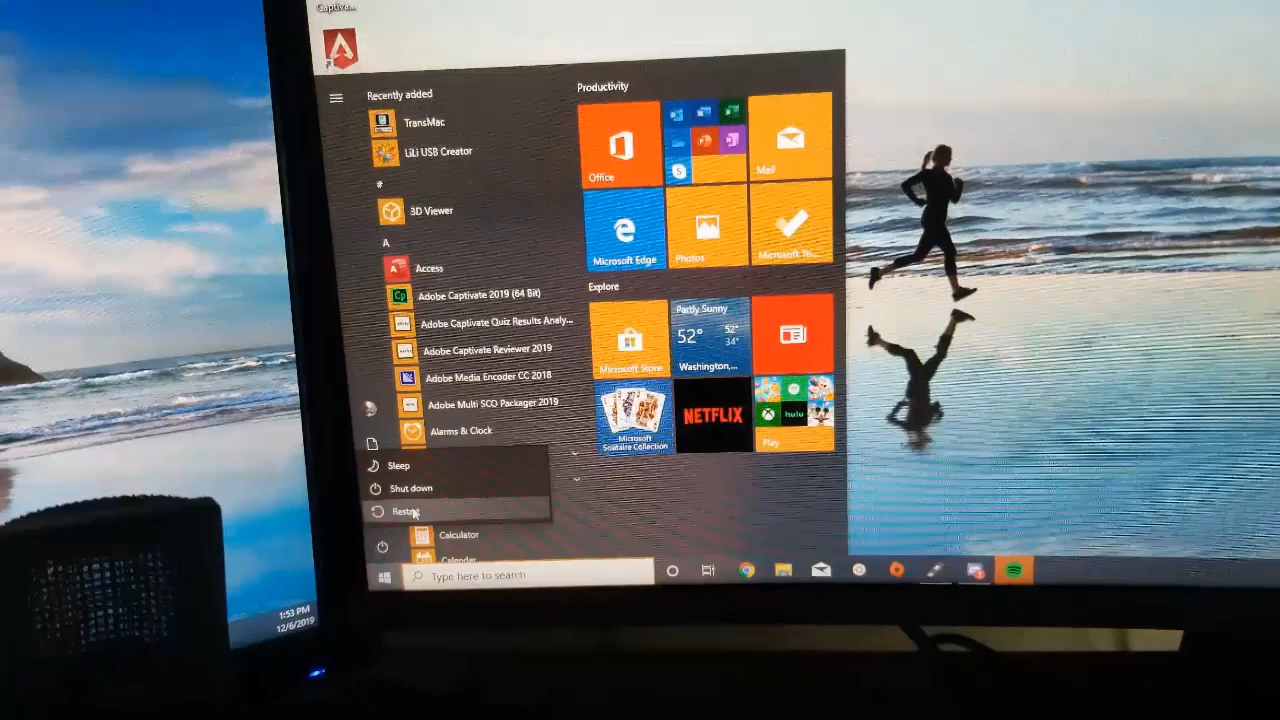 Captiva...
Recently added
TransMac
LiLi USB Creator
#
3D Viewer
A
Access
Adobe Captivate 2019 (64 Bit)
Adobe Captivate Quiz Results Analy...
Adobe Captivate Reviewer 2019
Adobe Media Encoder CC 2018
Adobe Multi SCO Packager 2019
Alarms & Clock
Sleep
Shut down
Restart
Calculator
Calendar
Type here to search
Productivity
Office
Mail
Microsoft Edge
Photos
Microsoft To...
Explore
Microsoft Store
Partly Sunny
52°
52°
34°
Washington,...
Microsoft
Solitaire Collection
NETFLIX
hulu
Play
1:53 PM
12/6/2019